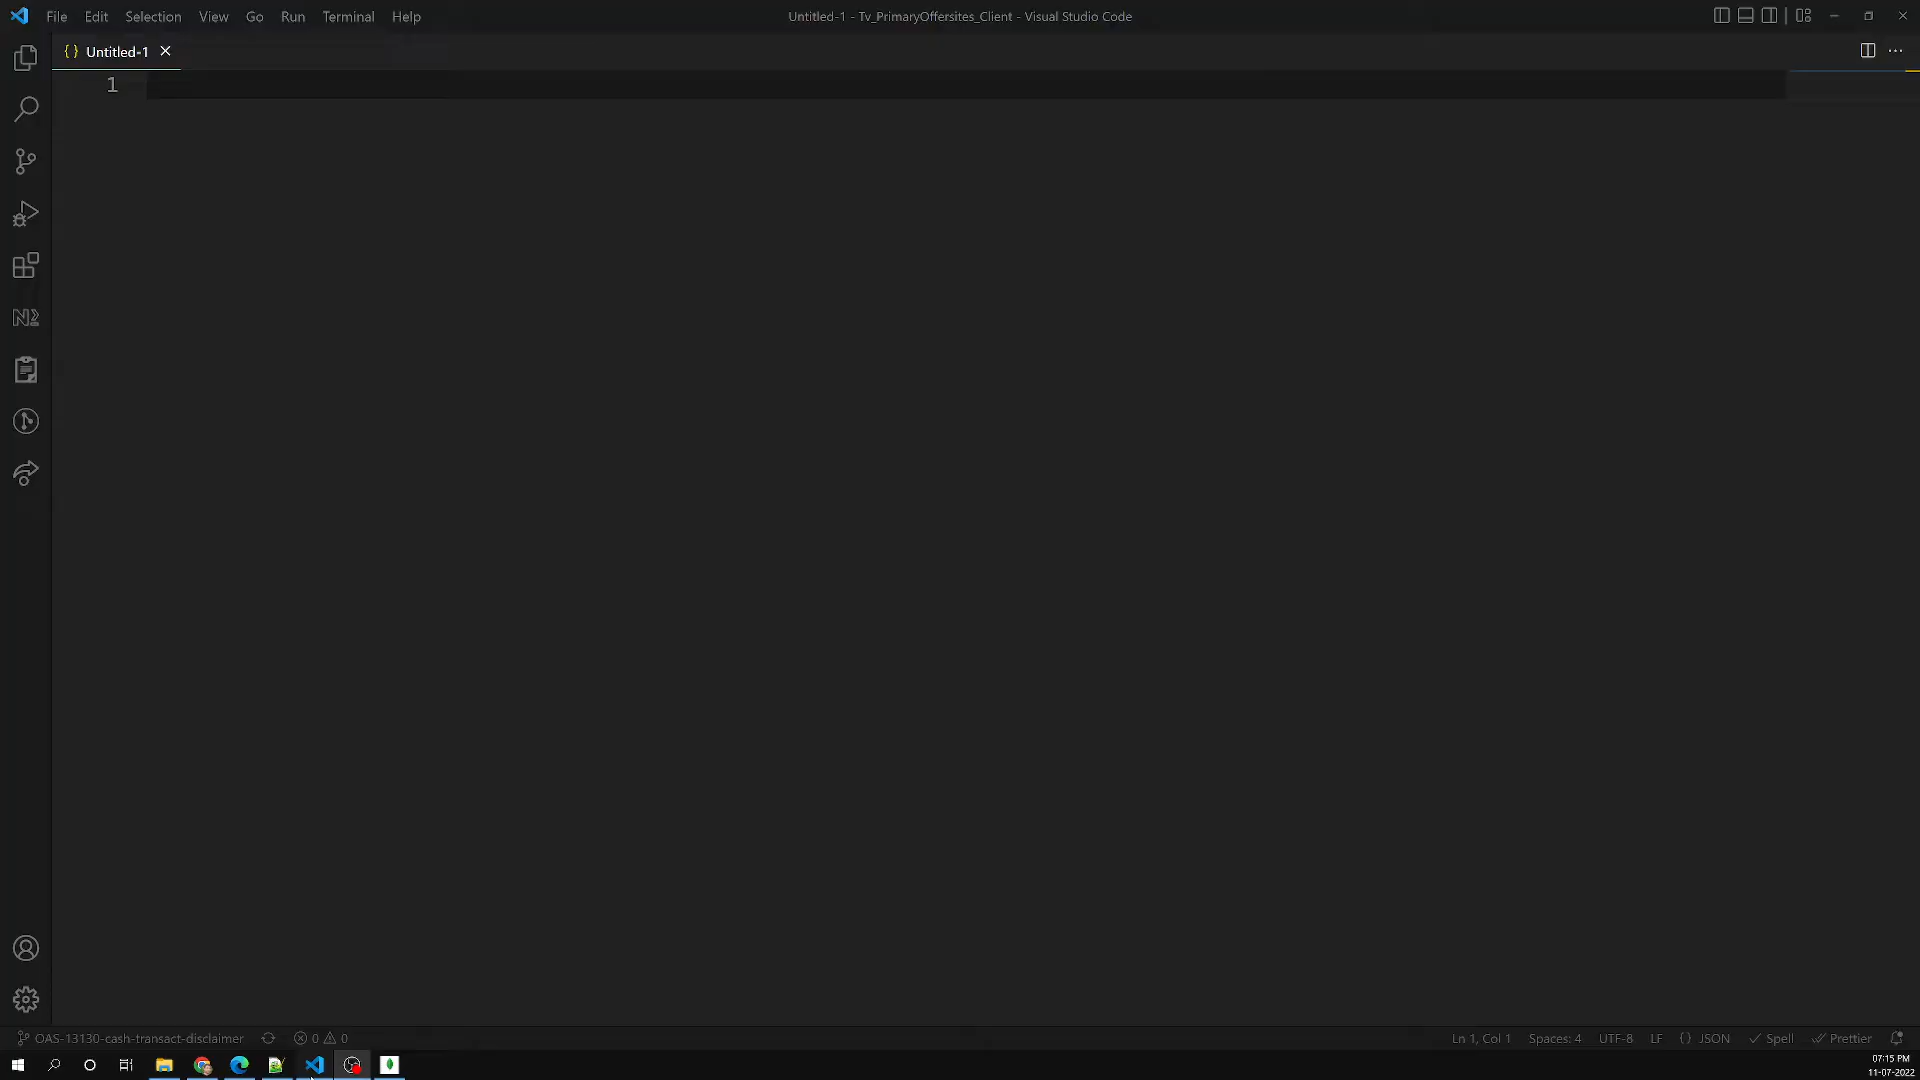 File Edit Selection View Go Run Terminal Help
Untitled-1 - Tv_PrimaryOffersites_Client - Visual Studio Code
{ } Untitled-1
1
OAS-13130-cash-transact-disclaimer 0 0
Ln 1, Col 1 Spaces: 4 UTF-8 LF { } JSON Spell Prettier
07:15 PM
11-07-2022